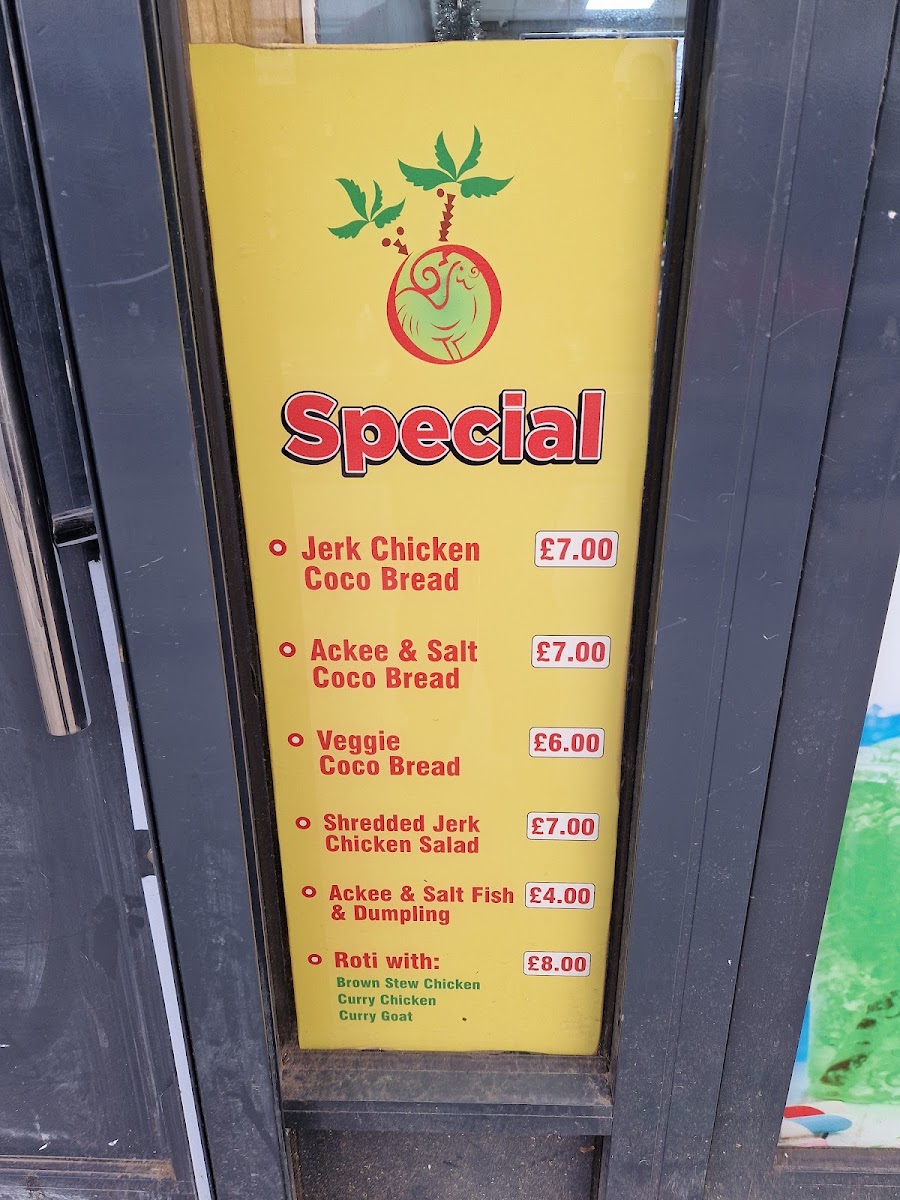 Special
Jerk Chicken £7.00
Coco Bread
Ackee & Salt £7.00
Coco Bread
Veggie £6.00
Coco Bread
Shredded Jerk £7.00
Chicken Salad
Ackee & Salt Fish £4.00
& Dumpling
Roti with: £8.00
Brown Stew Chicken
Curry Chicken
Curry Goat